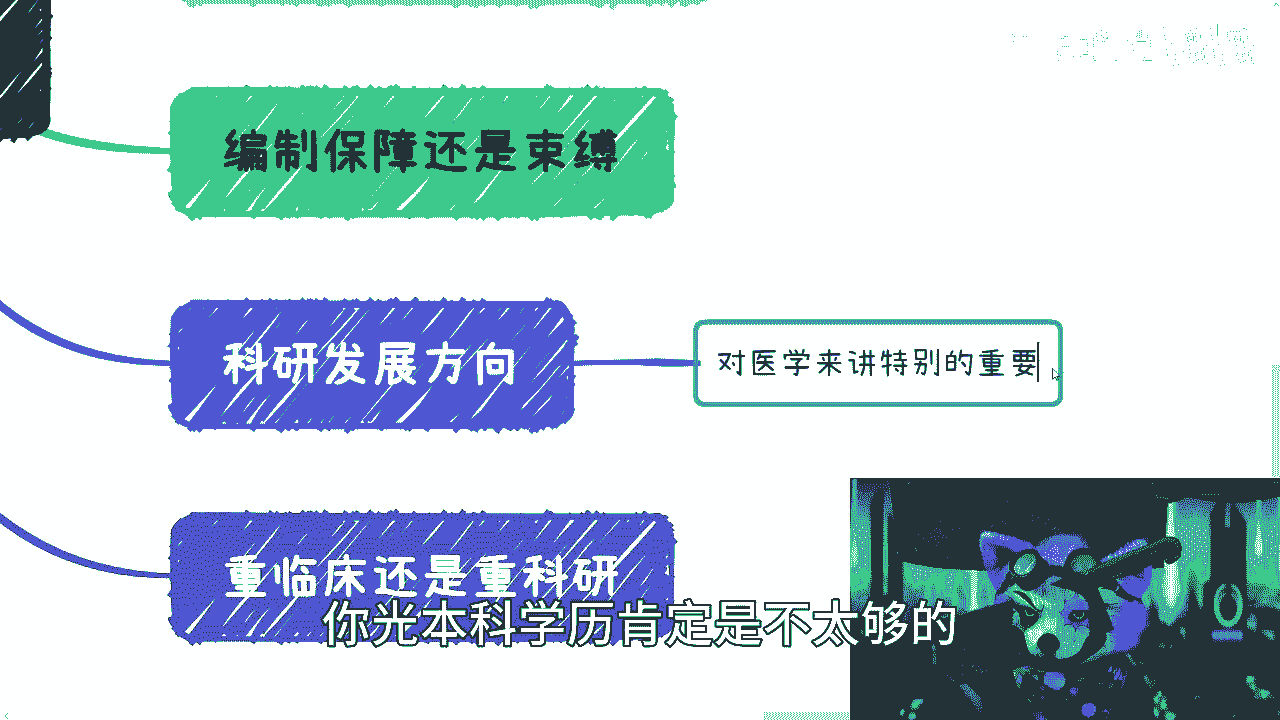 编制保障还是束缚
科研发展方向
对医学来讲特别的重要
重临床还是重科研
你光本科学历肯定是不太够的